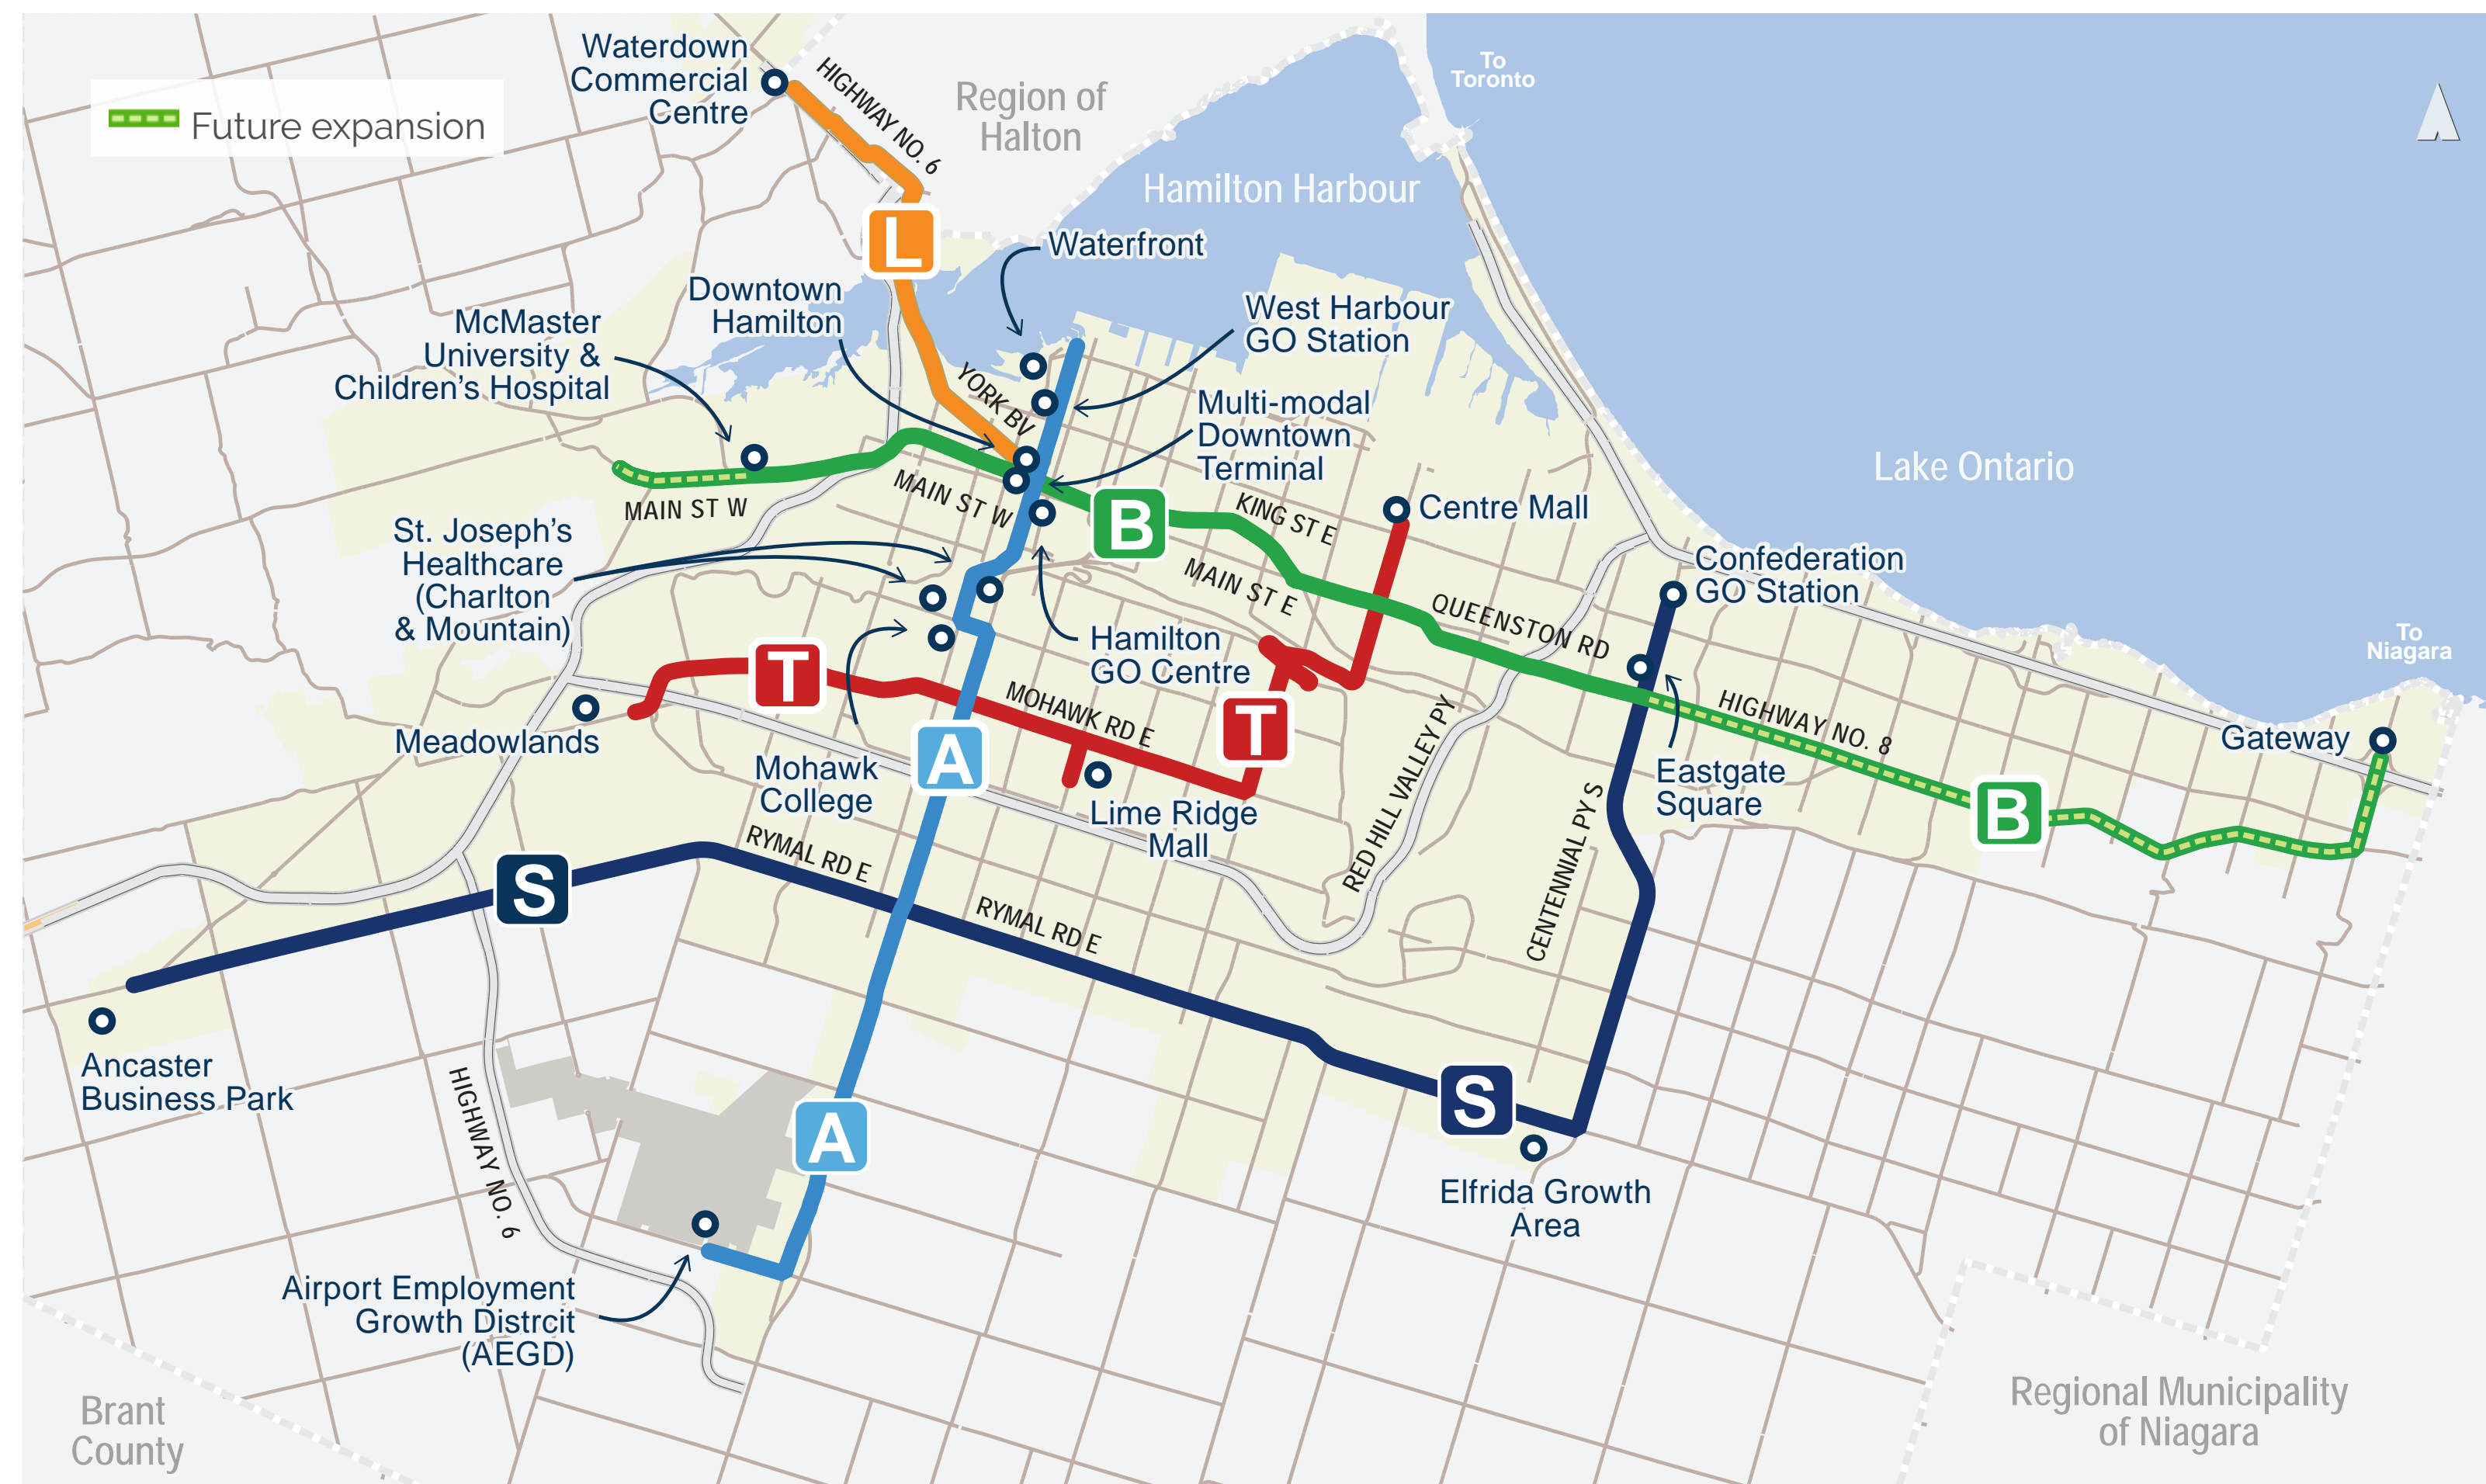 Waterdown
Commercial
Centre
HIGHWAY NO. 6
Region of
Halton
To
Toronto
Future expansion
Hamilton Harbour
L
Waterfront
Downtown
Hamilton
West Harbour
GO Station
McMaster
University &
Children's Hospital
YORK BV
Multi-modal
Downtown
Terminal
Lake Ontario
MAIN ST W
MAIN ST W
B
KING ST E
Centre Mall
St. Joseph's
Healthcare
(Charlton
& Mountain)
MAIN ST E
QUEENSTON RD
Confederation
GO Station
To
Niagara
Hamilton
GO Centre
T
MOHAWK RD E
T
HIGHWAY NO. 8
Gateway
Meadowlands
A
Mohawk
College
Lime Ridge
Mall
RED HILL VALLEY PY
Eastgate
Square
B
CENTENNIAL PY S
RYMAL RD E
S
RYMAL RD E
Ancaster
Business Park
HIGHWAY NO. 6
A
S
Elfrida Growth
Area
Airport Employment
Growth Distrcit
(AEGD)
Brant
County
Regional Municipality
of Niagara